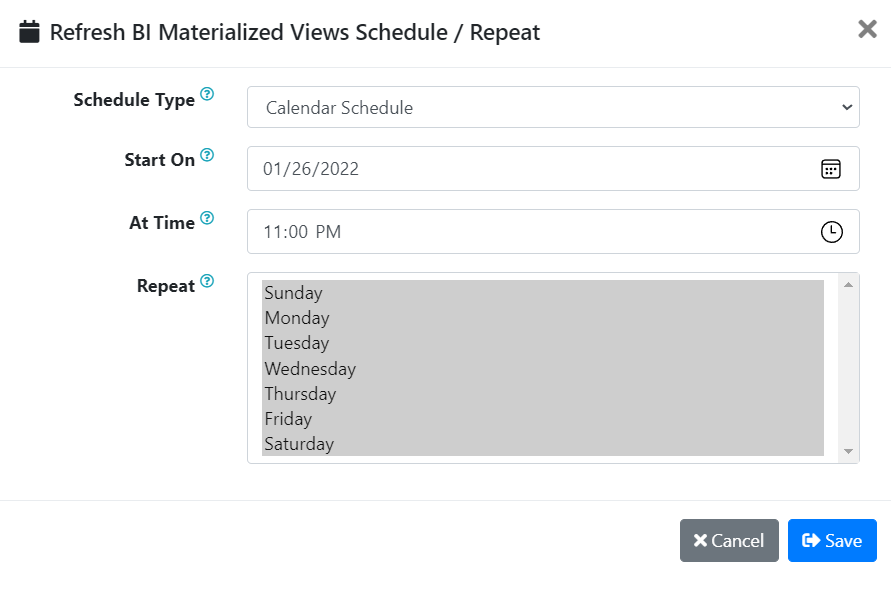 Refresh BI Materialized Views Schedule / Repeat
Schedule Type
Calendar Schedule
Start On
01/26/2022
At Time
11:00 PM
Repeat
Sunday
Monday
Tuesday
Wednesday
Thursday
Friday
Saturday
Cancel
Save